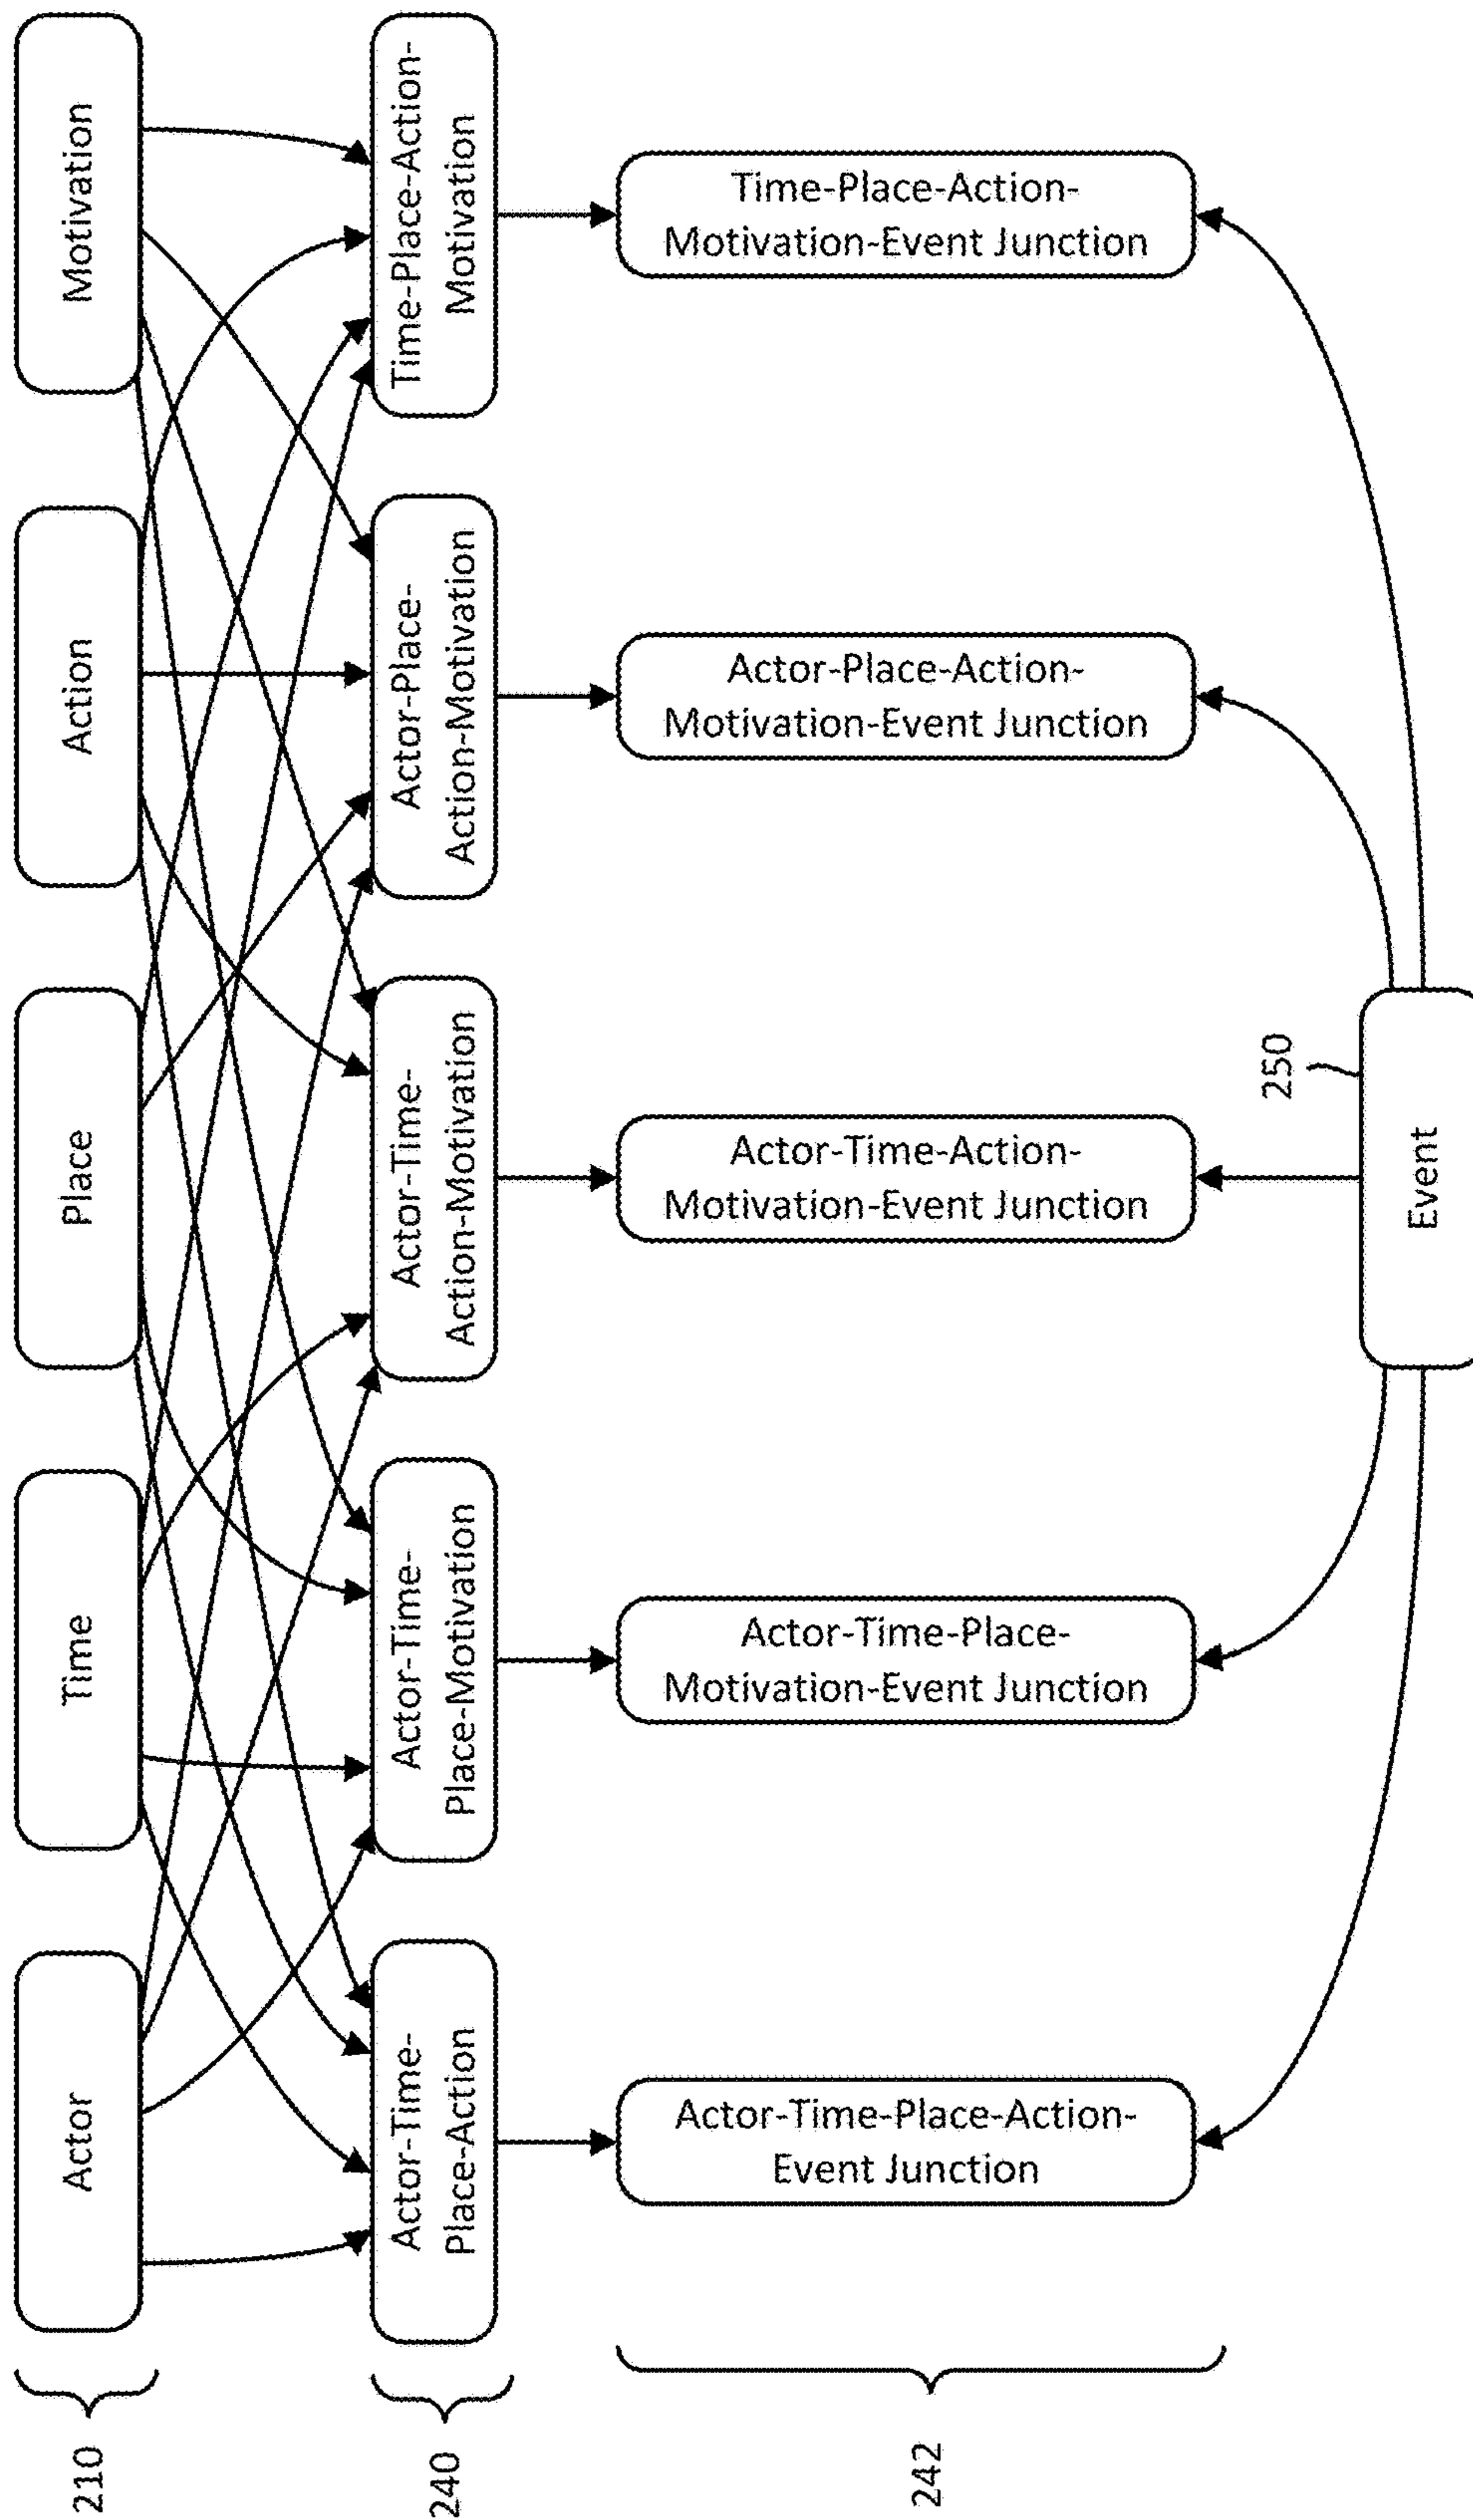 210
Actor
Time
Place
Action
Motivation
240
Actor-Time-
Place-Action
Actor-Time-
Place-Motivation
Actor-Time-
Action-Motivation
Actor-Place-
Action-Motivation
Time-Place-Action-
Motivation
242
Actor-Time-Place-Action-
Event Junction
Actor-Time-Place-
Motivation-Event Junction
Actor-Time-Action-
Motivation-Event Junction
Actor-Place-Action-
Motivation-Event Junction
Time-Place-Action-
Motivation-Event Junction
250
Event